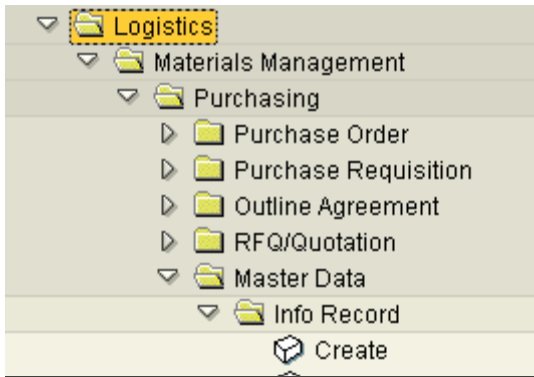 Logistics
Materials Management
Purchasing
Purchase Order
Purchase Requisition
Outline Agreement
RFQ/Quotation
Master Data
Info Record
Create